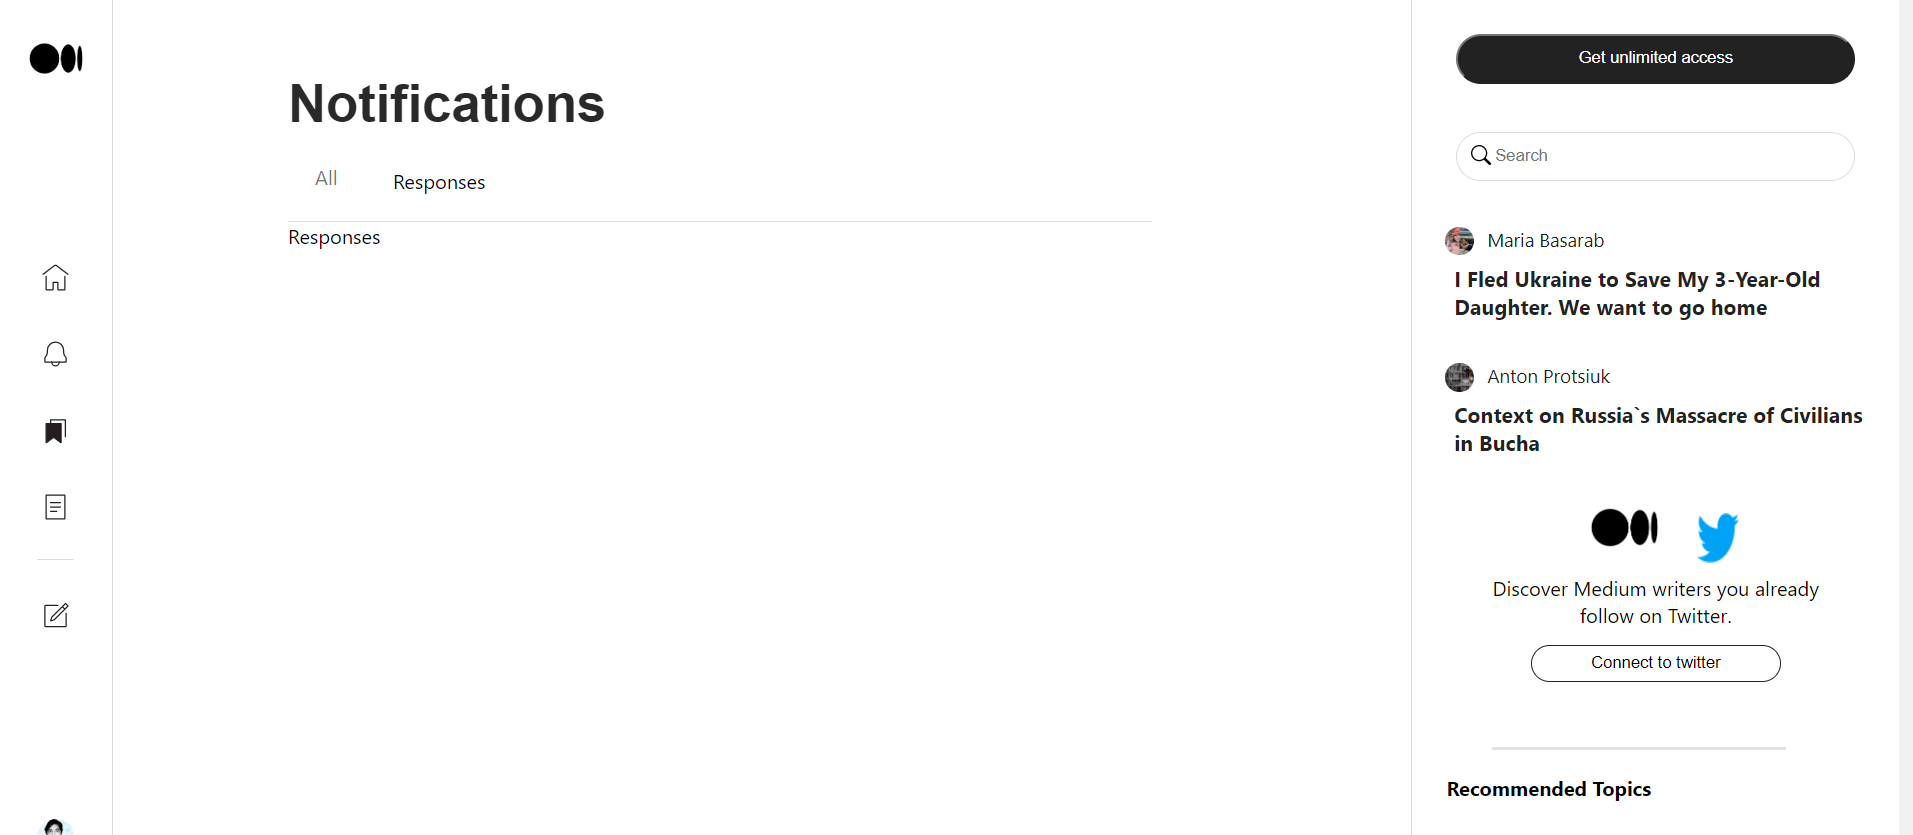 Notifications
All
Responses
Responses
Get unlimited access
Search
Maria Basarab
I Fled Ukraine to Save My 3-Year-Old
Daughter. We want to go home
Anton Protsiuk
Context on Russia`s Massacre of Civilians
in Bucha
Discover Medium writers you already
follow on Twitter.
Connect to twitter
Recommended Topics